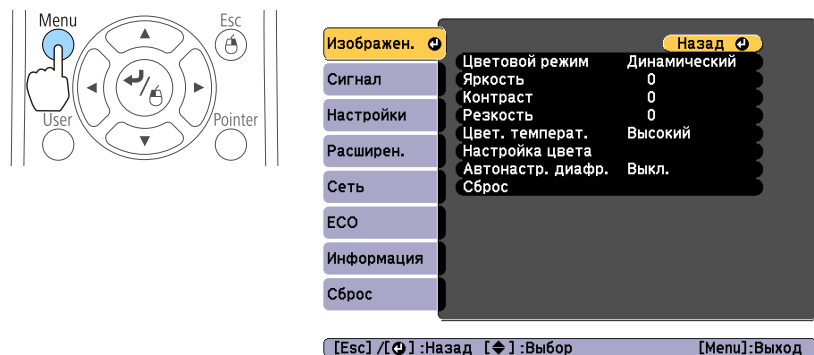 Menu
Esc
User
Pointer
Изображен.
Сигнал
Настройки
Расширен.
Сеть
ECO
Информация
Сброс
Назад
Цветовой режим Динамический
Яркость 0
Контраст 0
Резкость 0
Цвет. температ. Высокий
Настройка цвета
Автонастр. диафр. Выкл.
Сброс
[Esc] /[ ] :Назад [ ] :Выбор [Menu]:Выход